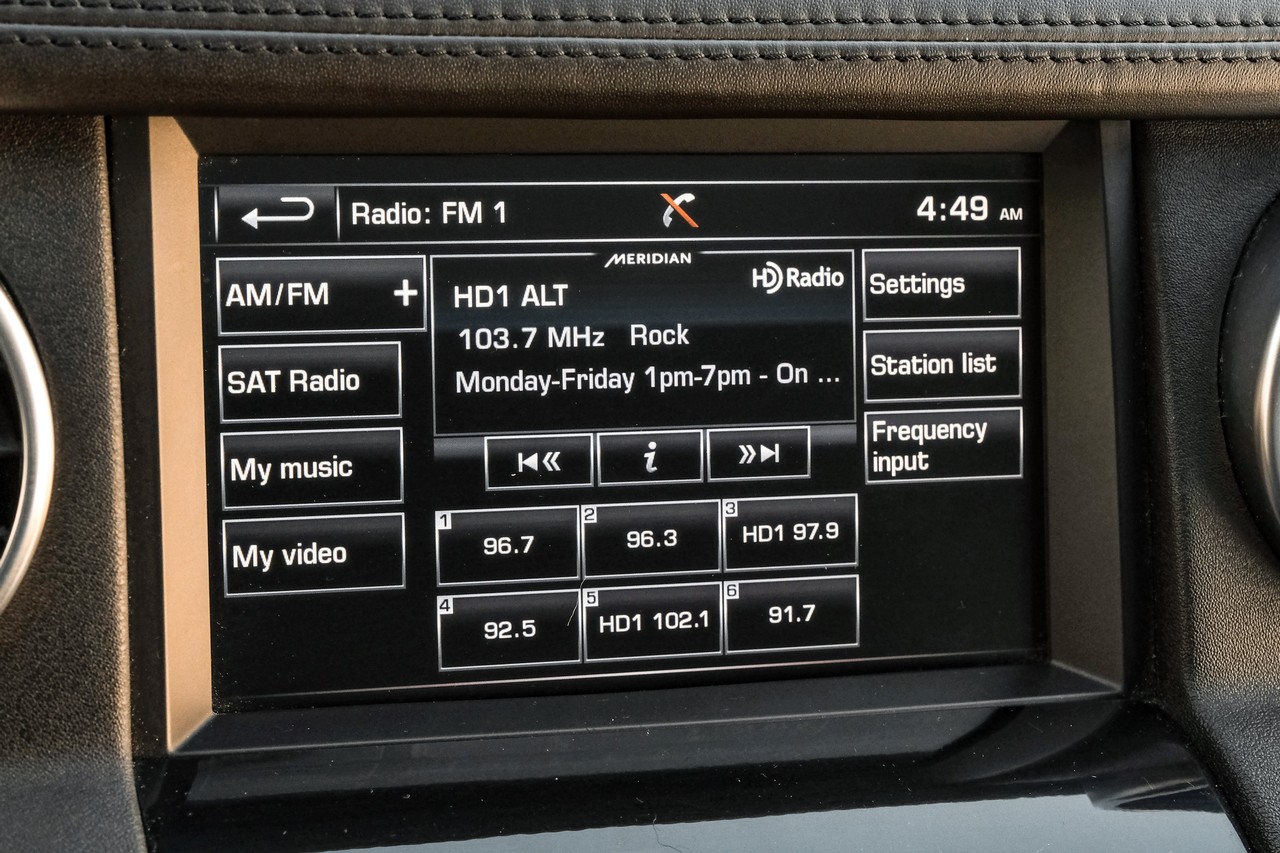 Radio: FM 1
4:49 AM
AM/FM +
SAT Radio
My music
My video
MERIDIAN
HD Radio
HD1 ALT
103.7 MHz Rock
Monday-Friday 1pm-7pm - On ...
i
Settings
Station list
Frequency
input
1 96.7
2 96.3
3 HD1 97.9
4 92.5
5 HD1 102.1
6 91.7